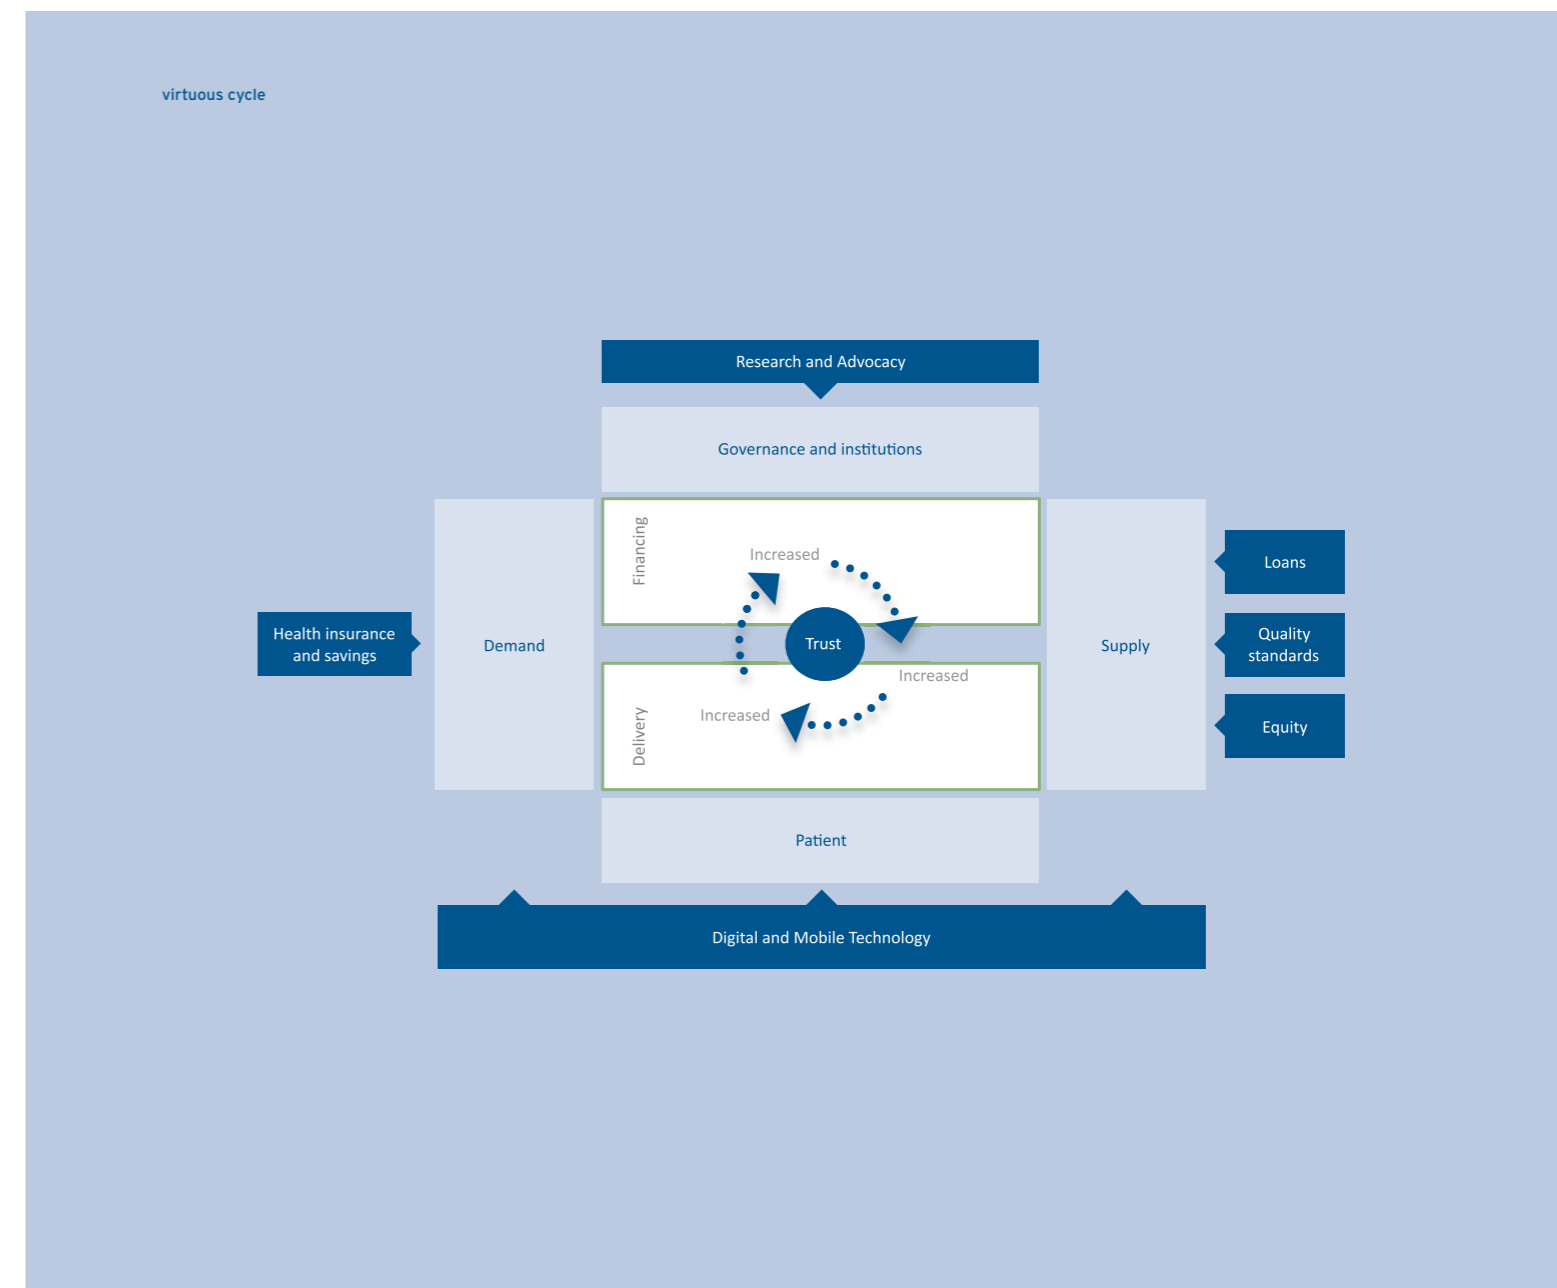 virtuous cycle
Research and Advocacy
Governance and institutions
Financing
Increased
Loans
Health insurance
and savings
Demand
Trust
Supply
Quality
standards
Increased
Delivery
Increased
Equity
Patient
Digital and Mobile Technology